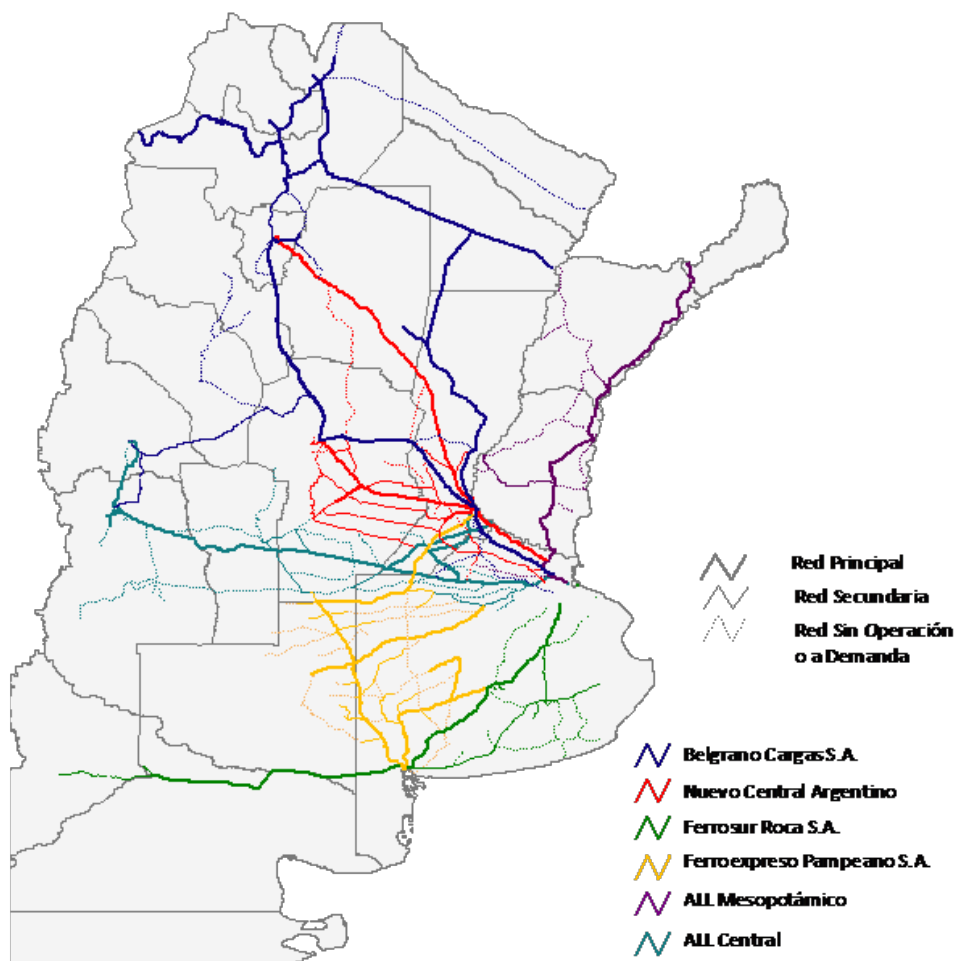 Red Principal
Red Secundaria
Red Sin Operación
o a Demanda
Belgrano Cargas S.A.
Nuevo Central Argentino
Ferrosur Roca S.A.
Ferroexpreso Pampeano S.A.
ALL Mesopotámico
ALL Central